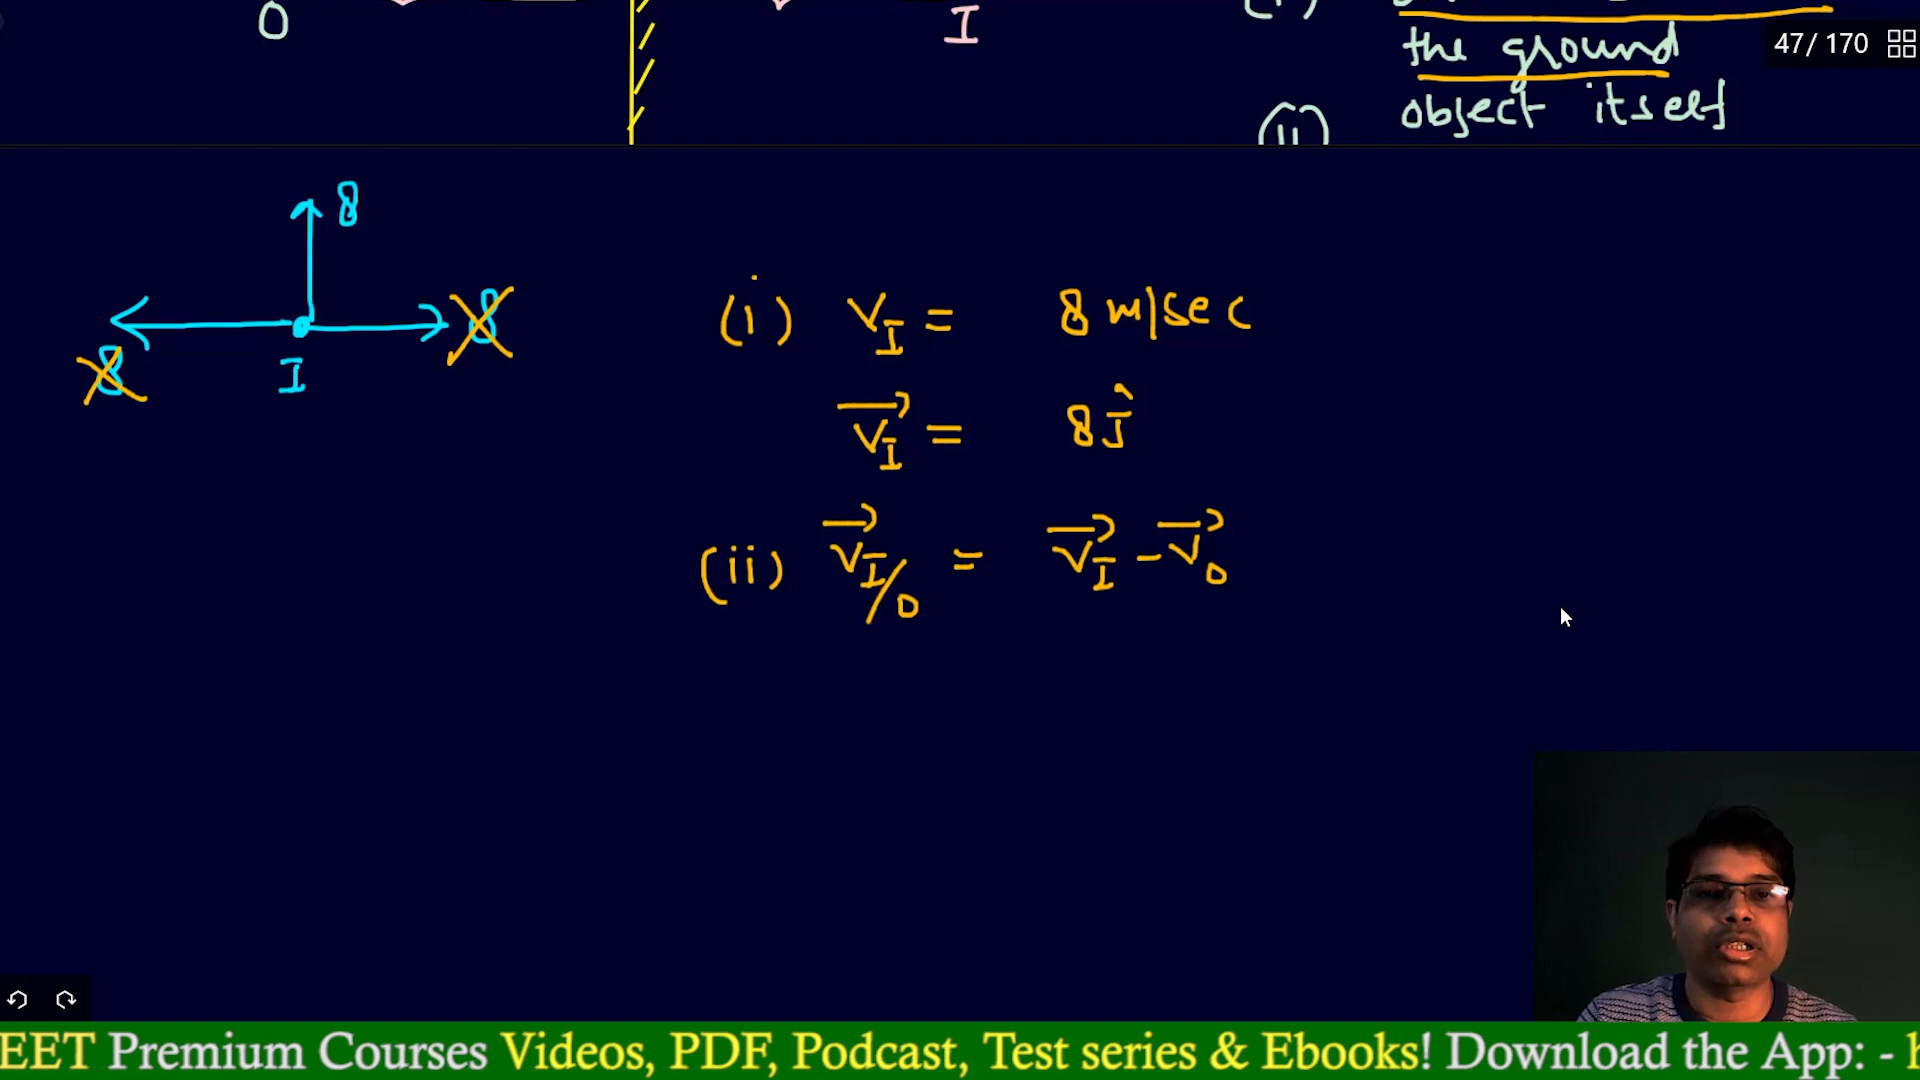 O
I
the ground
47/ 170
(ii) object itself
8
8
8
I
(i) V_I = 8 m/sec
V_I = 8ĵ
(ii) V_I/O = V_I - V_O
EET Premium Courses Videos, PDF, Podcast, Test series & Ebooks! Download the App: - h